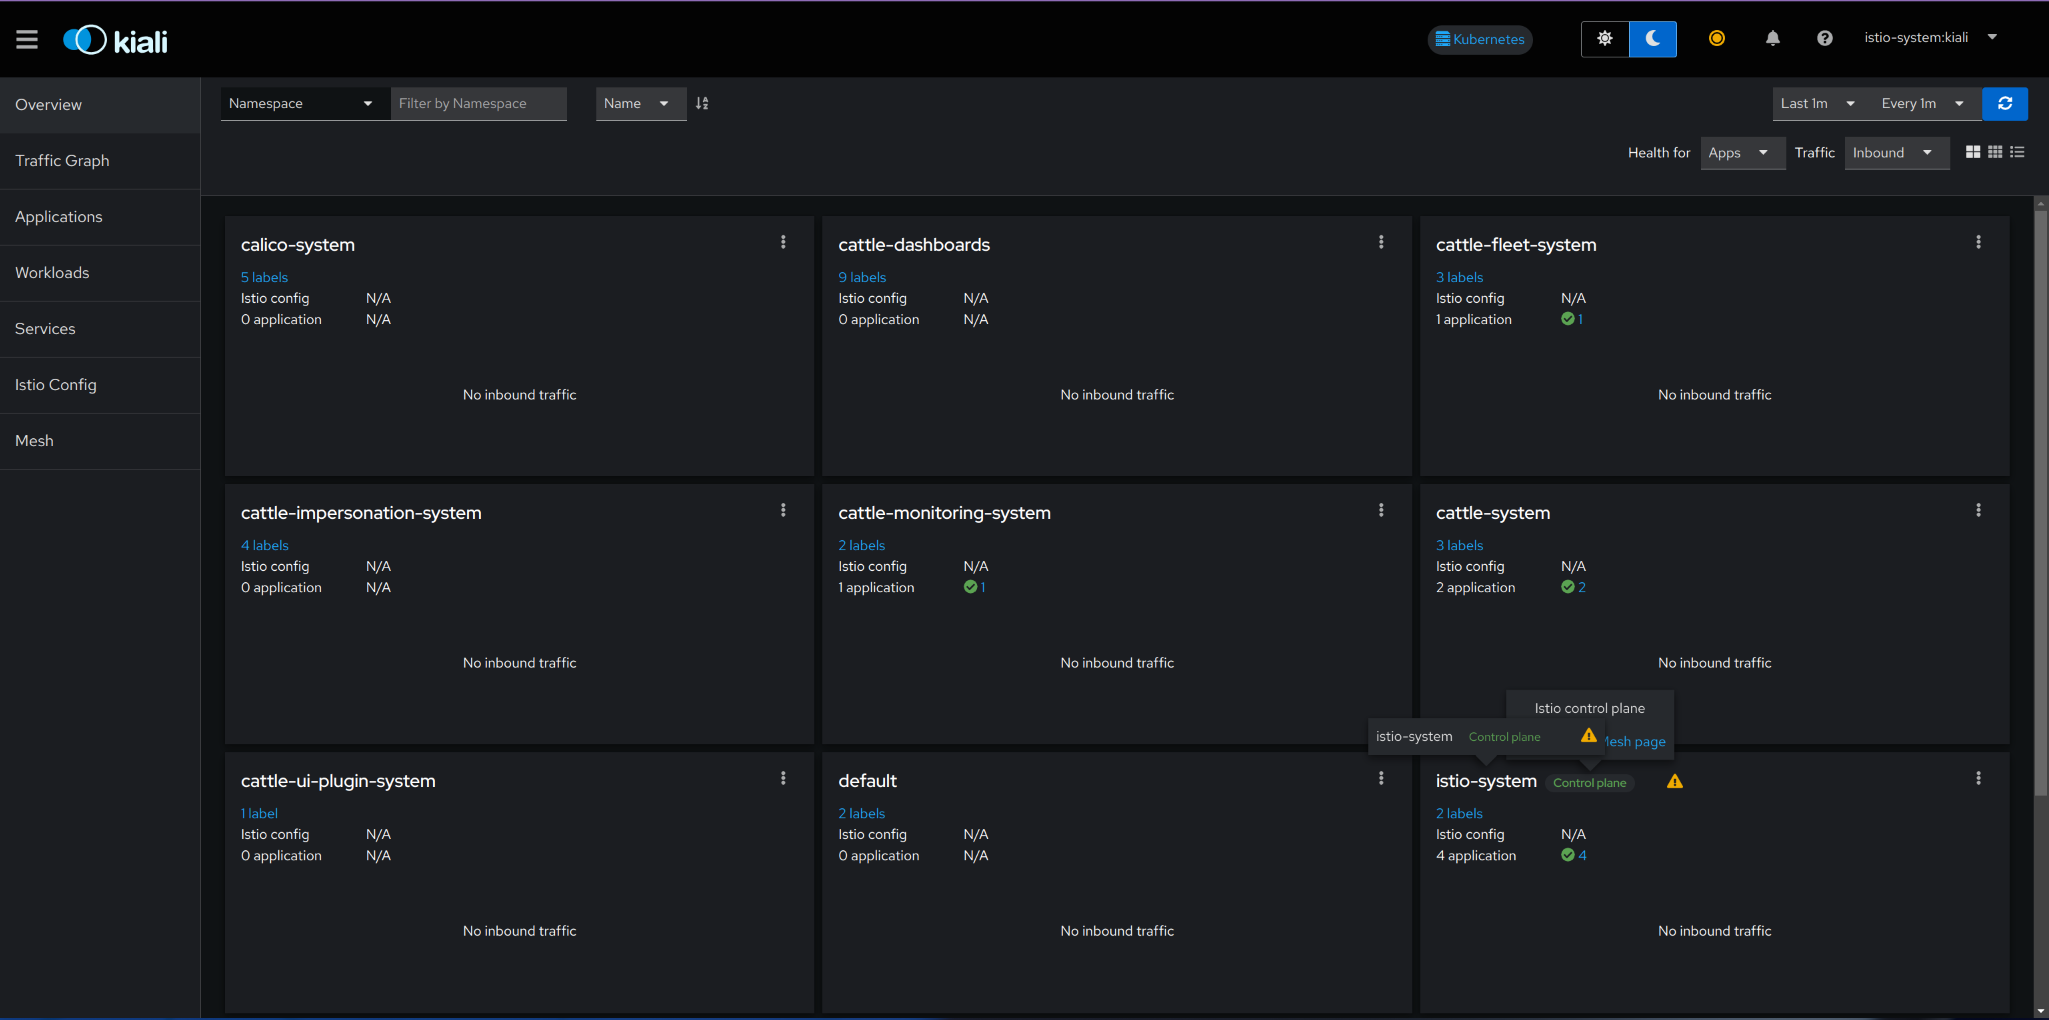 kiali
Kubernetes
istio-system:kiali
Overview
Traffic Graph
Applications
Workloads
Services
Istio Config
Mesh
Namespace
Filter by Namespace
Name
Last 1m
Every 1m
Health for
Apps
Traffic
Inbound
calico-system
5 labels
Istio config N/A
0 application N/A
No inbound traffic
cattle-dashboards
9 labels
Istio config N/A
0 application N/A
No inbound traffic
cattle-fleet-system
3 labels
Istio config N/A
1 application 1
No inbound traffic
cattle-impersonation-system
4 labels
Istio config N/A
0 application N/A
No inbound traffic
cattle-monitoring-system
2 labels
Istio config N/A
1 application 1
No inbound traffic
cattle-system
3 labels
Istio config N/A
2 application 2
No inbound traffic
Istio control plane
istio-system Control plane
Mesh page
cattle-ui-plugin-system
1 label
Istio config N/A
0 application N/A
No inbound traffic
default
2 labels
Istio config N/A
0 application N/A
No inbound traffic
istio-system Control plane
2 labels
Istio config N/A
4 application 4
No inbound traffic